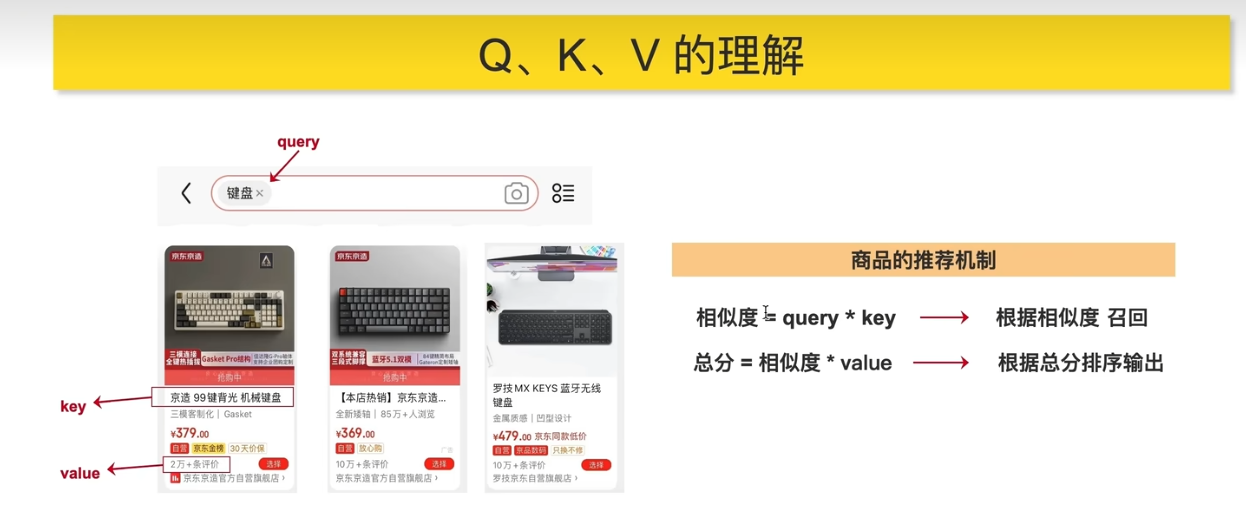 Q、K、V 的理解
query
键盘×
京东京造
三模连接
全键热插拔
Gasket Pro结构
抢购中
京造 99键背光 机械键盘
三模客制化｜Gasket
¥379.00
自营 京东金榜 30天价保
2万+条评价 选择
京东京造官方自营旗舰店 ›
key
value
京东京造
双系统兼容
三段式脚撑
蓝牙5.1双模
抢购中
【本店热销】京东京造...
全新矮轴｜85万+人浏览
¥369.00
自营 放心购
广告
10万+条评价 选择
京东京造官方自营旗舰店 ›
罗技MX KEYS 蓝牙无线
键盘
金属质感｜凹型设计
¥479.00 京东同款低价
自营 京品数码 只换不修
10万+条评价 选择
罗技京东自营旗舰店 ›
商品的推荐机制
相似度 = query * key 根据相似度 召回
总分 = 相似度 * value 根据总分排序输出